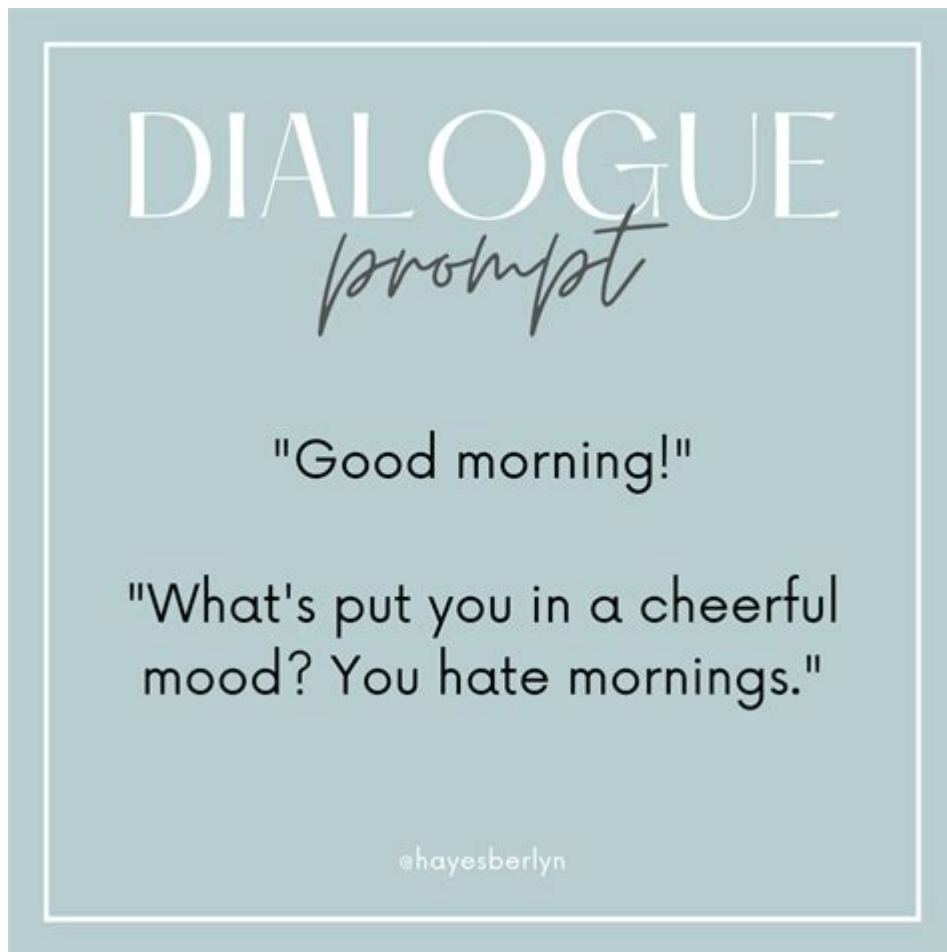 DIALOGUE
prompt
"Good morning!"
"What's put you in a cheerful
mood? You hate mornings."
@hayesberlyn